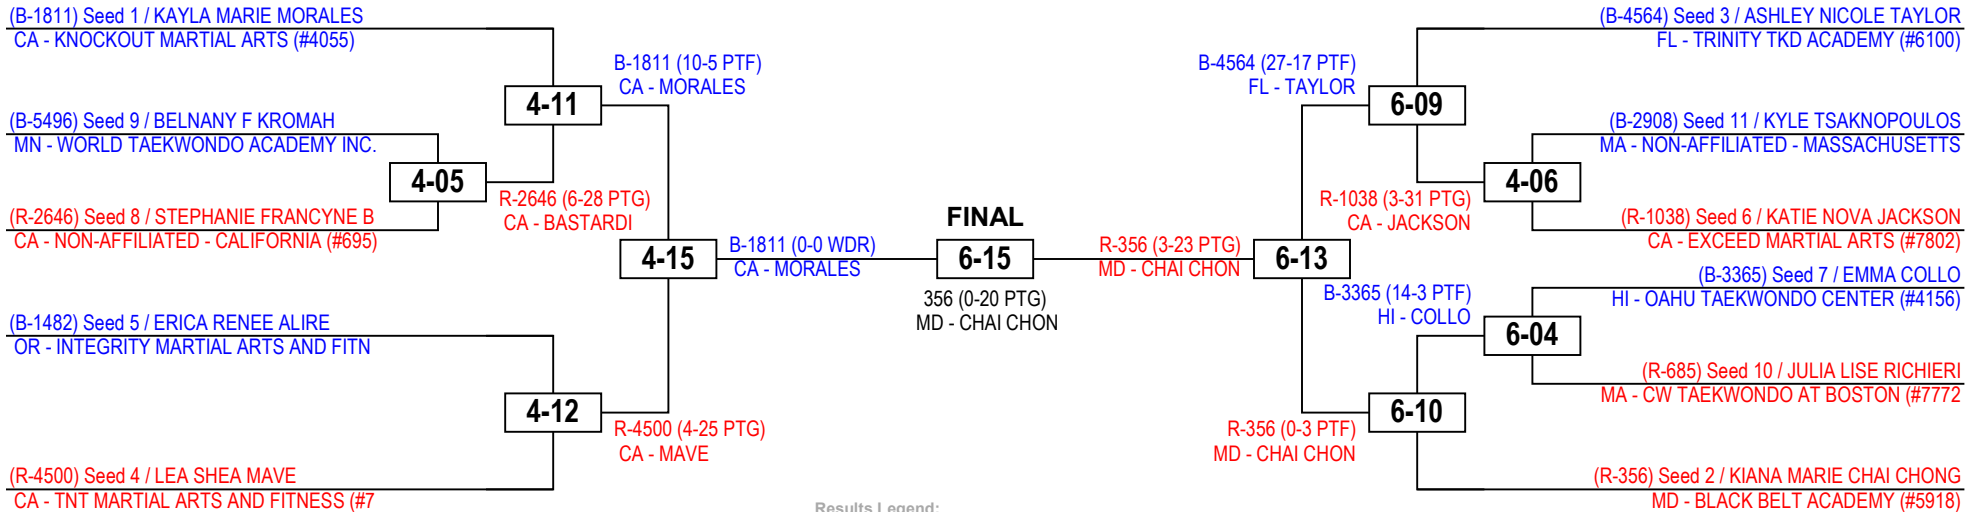 (B-1811) Seed 1 / KAYLA MARIE MORALES
CA - KNOCKOUT MARTIAL ARTS (#4055)
(B-5496) Seed 9 / BELNANY F KROMAH
MN - WORLD TAEKWONDO ACADEMY INC.
(R-2646) Seed 8 / STEPHANIE FRANCYNE B
CA - NON-AFFILIATED - CALIFORNIA (#695)
(B-1482) Seed 5 / ERICA RENEE ALIRE
OR - INTEGRITY MARTIAL ARTS AND FITN
(R-4500) Seed 4 / LEA SHEA MAVE
CA - TNT MARTIAL ARTS AND FITNESS (#7
4-05
R-2646 (6-28 PTG)
CA - BASTARDI
4-11
B-1811 (10-5 PTF)
CA - MORALES
4-12
R-4500 (4-25 PTG)
CA - MAVE
4-15
B-1811 (0-0 WDR)
CA - MORALES
FINAL
6-15
356 (0-20 PTG)
MD - CHAI CHON
R-356 (3-23 PTG)
MD - CHAI CHON
6-13
B-4564 (27-17 PTF)
FL - TAYLOR
6-09
R-1038 (3-31 PTG)
CA - JACKSON
4-06
B-3365 (14-3 PTF)
HI - COLLO
6-04
R-356 (0-3 PTF)
MD - CHAI CHON
6-10
(B-4564) Seed 3 / ASHLEY NICOLE TAYLOR
FL - TRINITY TKD ACADEMY (#6100)
(B-2908) Seed 11 / KYLE TSAKNOPOULOS
MA - NON-AFFILIATED - MASSACHUSETTS
(R-1038) Seed 6 / KATIE NOVA JACKSON
CA - EXCEED MARTIAL ARTS (#7802)
(B-3365) Seed 7 / EMMA COLLO
HI - OAHU TAEKWONDO CENTER (#4156)
(R-685) Seed 10 / JULIA LISE RICHIERI
MA - CW TAEKWONDO AT BOSTON (#7772
(R-356) Seed 2 / KIANA MARIE CHAI CHONG
MD - BLACK BELT ACADEMY (#5918)
Results Legend: